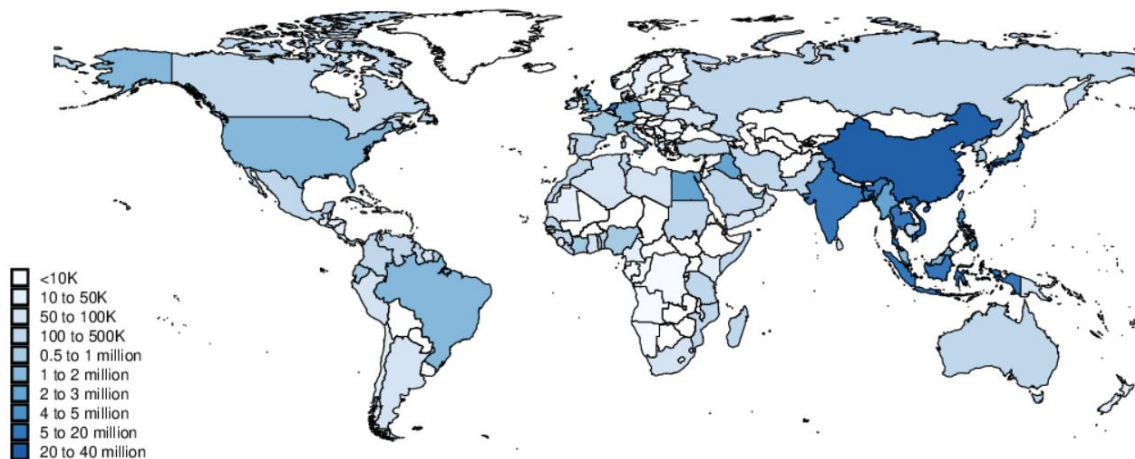 <10K
10 to 50K
50 to 100K
100 to 500K
0.5 to 1 million
1 to 2 million
2 to 3 million
4 to 5 million
5 to 20 million
20 to 40 million